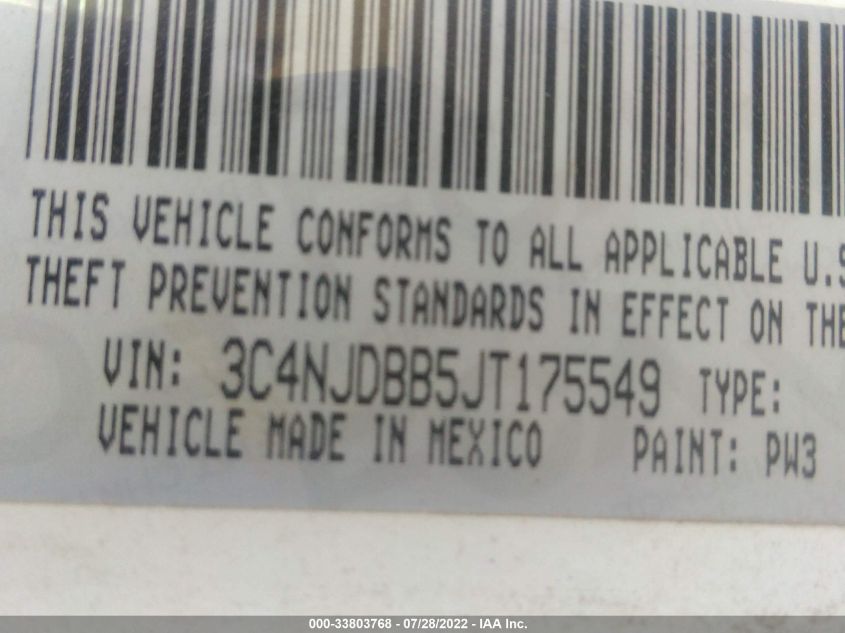 THIS VEHICLE CONFORMS TO ALL APPLICABLE U.S
THEFT PREVENTION STANDARDS IN EFFECT ON THE
VIN: 3C4NJDBB5JT175549 TYPE:
VEHICLE MADE IN MEXICO PAINT: PW3
000-33803768 - 07/28/2022 - IAA Inc.